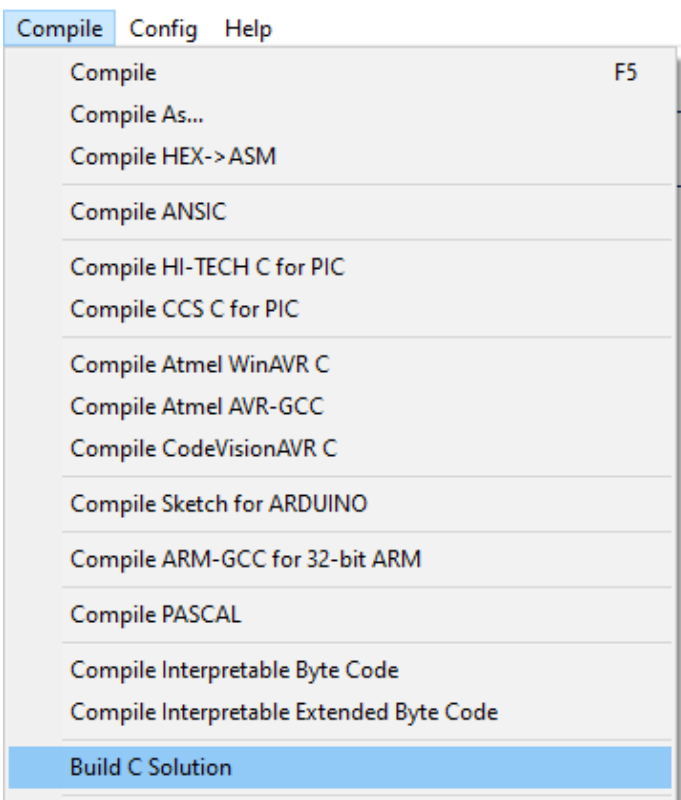 Compile Config Help
Compile F5
Compile As...
Compile HEX->ASM
Compile ANSIC
Compile HI-TECH C for PIC
Compile CCS C for PIC
Compile Atmel WinAVR C
Compile Atmel AVR-GCC
Compile CodeVisionAVR C
Compile Sketch for ARDUINO
Compile ARM-GCC for 32-bit ARM
Compile PASCAL
Compile Interpretable Byte Code
Compile Interpretable Extended Byte Code
Build C Solution